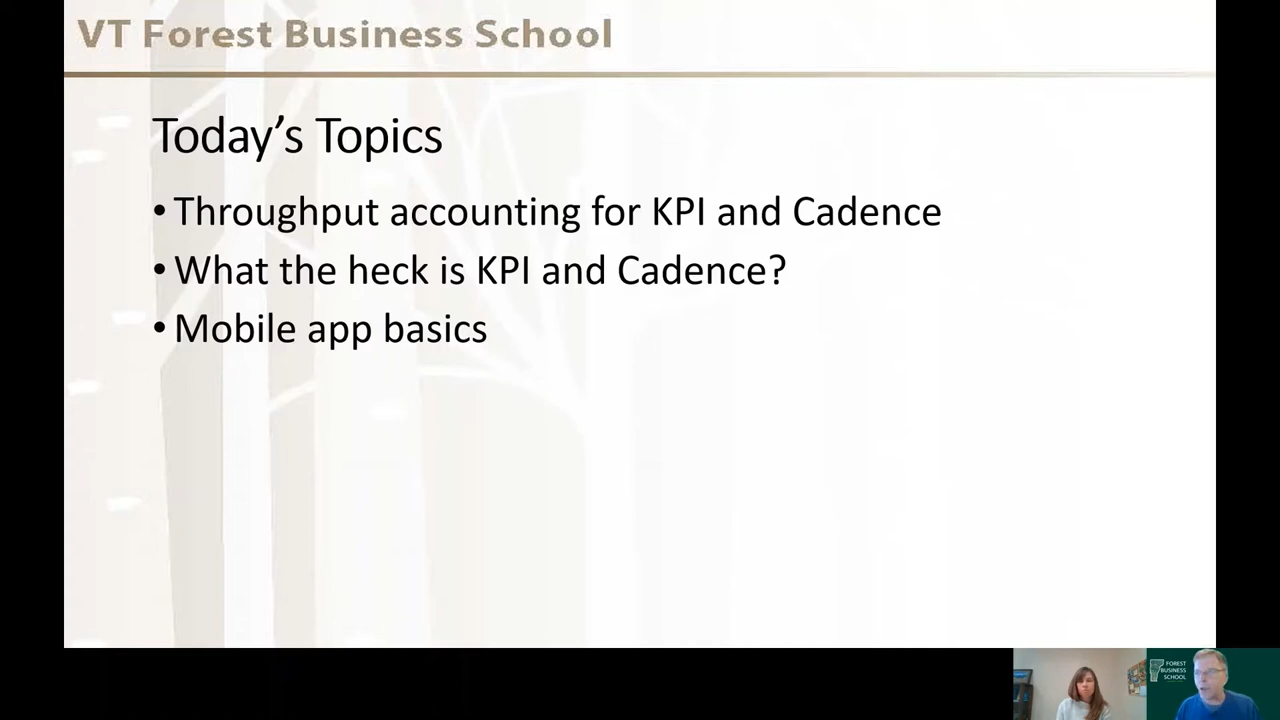 VT Forest Business School
Today's Topics
• Throughput accounting for KPI and Cadence
• What the heck is KPI and Cadence?
• Mobile app basics
FOREST
BUSINESS
SCHOOL